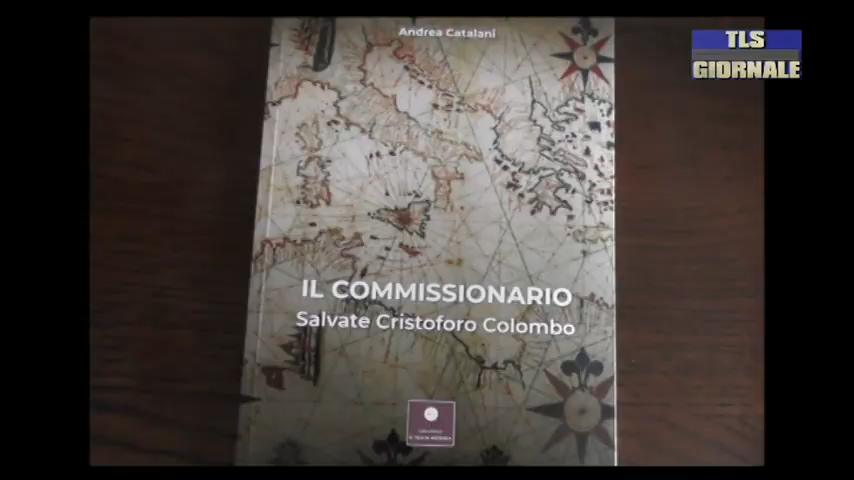 Andrea Catalani
TLS
GIORNALE
IL COMMISSIONARIO
Salvate Cristoforo Colombo